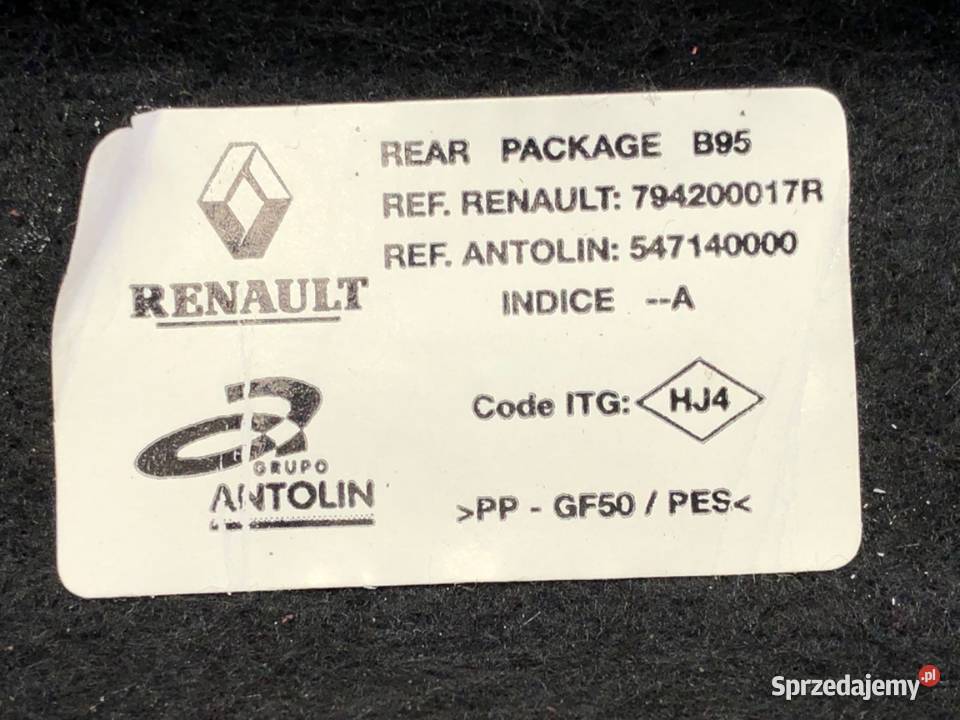 REAR PACKAGE B95
REF. RENAULT: 794200017R
REF. ANTOLIN: 547140000
INDICE --A
RENAULT
Code ITG: HJ4
GRUPO
ANTOLIN
>PP - GF50 / PES<
Sprzedajemy.pl